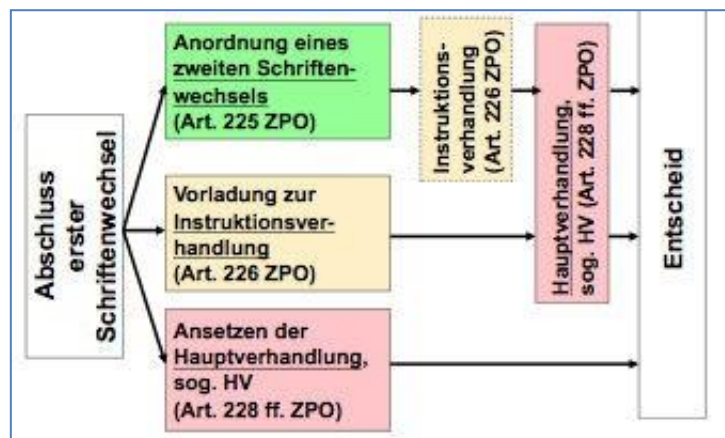 Abschluss
erster
Schriftenwechsel
Anordnung eines
zweiten Schriften-
wechsels
(Art. 225 ZPO)
Vorladung zur
Instruktionsver-
handlung
(Art. 226 ZPO)
Ansetzen der
Hauptverhandlung,
sog. HV
(Art. 228 ff. ZPO)
Instruktions-
verhandlung
(Art. 226 ZPO)
Hauptverhandlung,
sog. HV (Art. 228 ff. ZPO)
Entscheid